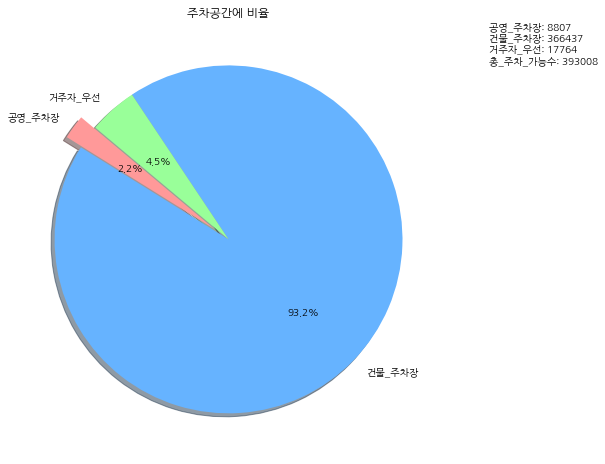 주차공간에 비율
공영_주차장: 8807
건물_주차장: 366437
거주자_우선: 17764
총_주차_가능수: 393008
거주자_우선
공영_주차장
4.5%
2.2%
93.2%
건물_주차장